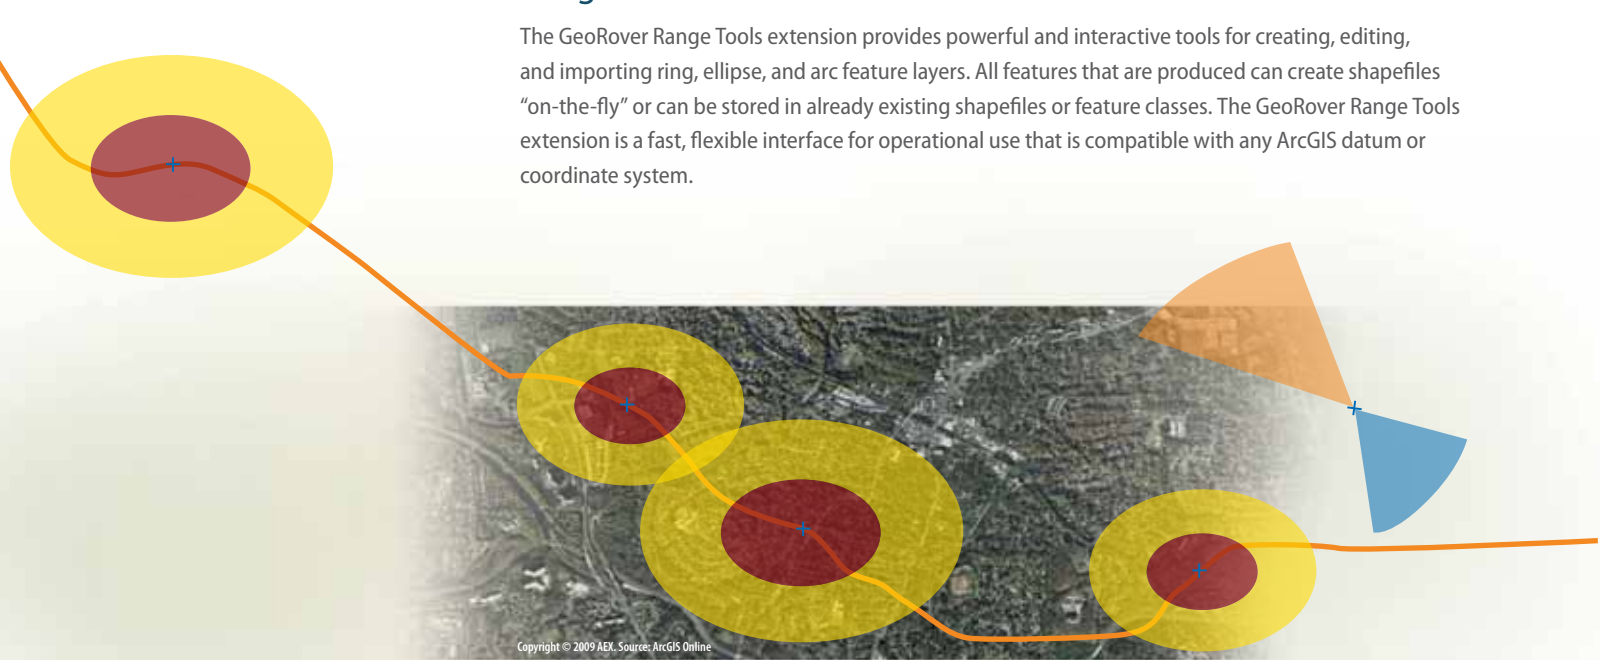 The GeoRover Range Tools extension provides powerful and interactive tools for creating, editing,
and importing ring, ellipse, and arc feature layers. All features that are produced can create shapefiles
“on-the-fly” or can be stored in already existing shapefiles or feature classes. The GeoRover Range Tools
extension is a fast, flexible interface for operational use that is compatible with any ArcGIS datum or
coordinate system.
Copyright © 2009 AEX. Source: ArcGIS Online